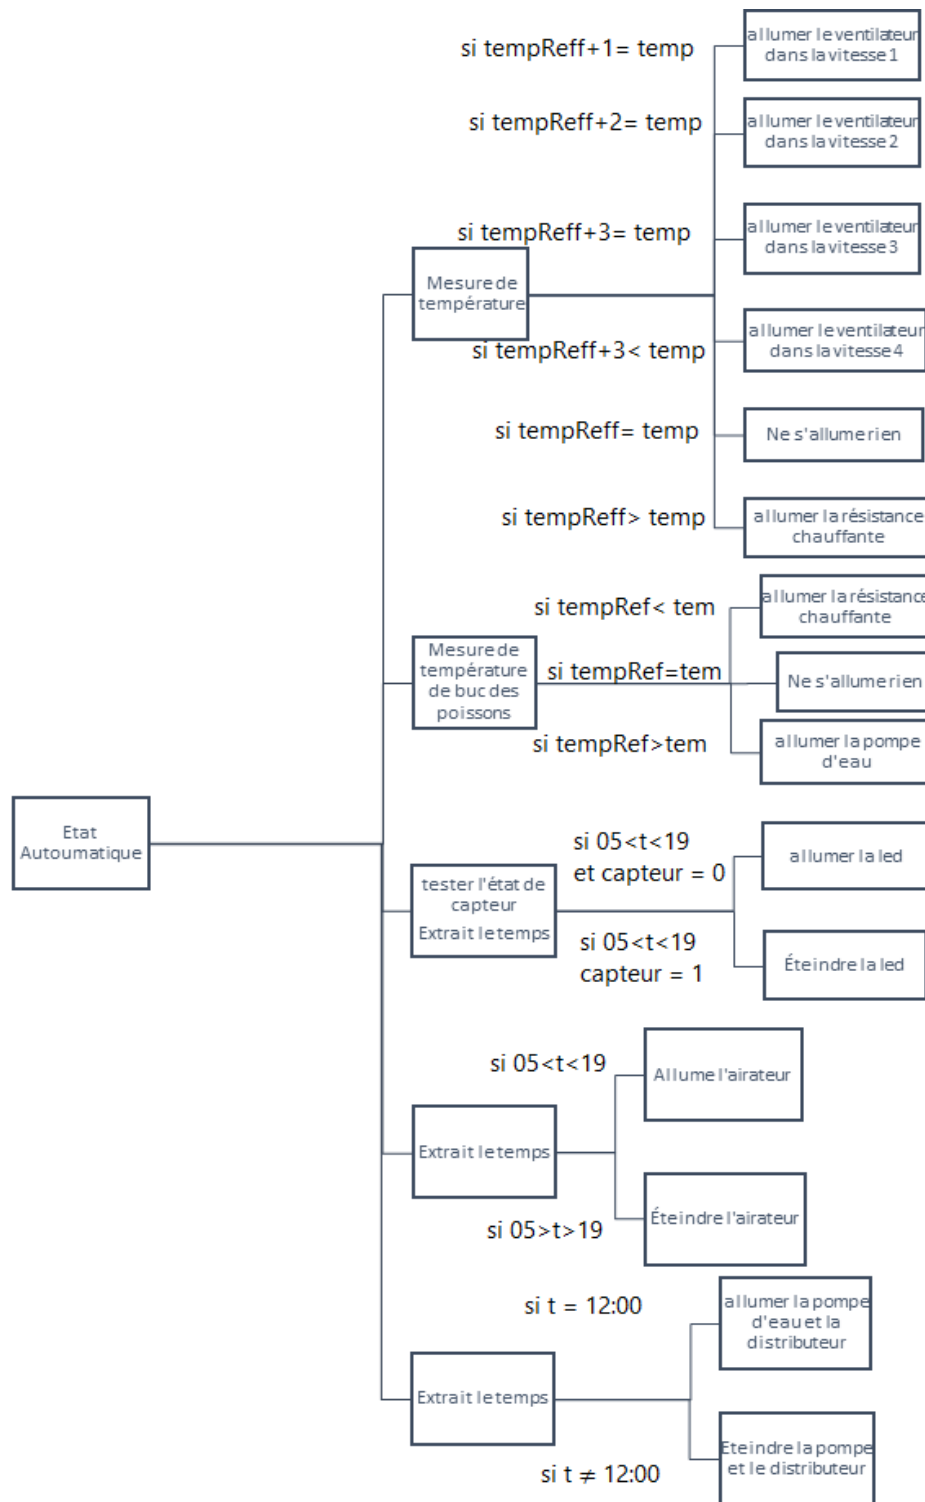 si tempReff+1= temp
allumer le ventilateur
dans la vitesse 1
si tempReff+2= temp
allumer le ventilateur
dans la vitesse 2
si tempReff+3= temp
allumer le ventilateur
dans la vitesse 3
Mesure de
température
si tempReff+3< temp
allumer le ventilateur
dans la vitesse 4
si tempReff= temp
Ne s'allume rien
si tempReff> temp
allumer la résistance
chauffante
si tempRef< tem
allumer la résistance
chauffante
Mesure de
température
de buc des
poissons
si tempRef=tem
Ne s'allume rien
si tempRef>tem
allumer la pompe
d'eau
Etat
Autoumatique
si 05<t<19
et capteur = 0
allumer la led
tester l'état de
capteur
Extrait le temps
si 05<t<19
capteur = 1
Éteindre la led
si 05<t<19
Allume l'airateur
Extrait le temps
si 05>t>19
Éteindre l'airateur
si t = 12:00
allumer la pompe
d'eau et la
distributeur
Extrait le temps
si t ≠ 12:00
Eteindre la pompe
et le distributeur